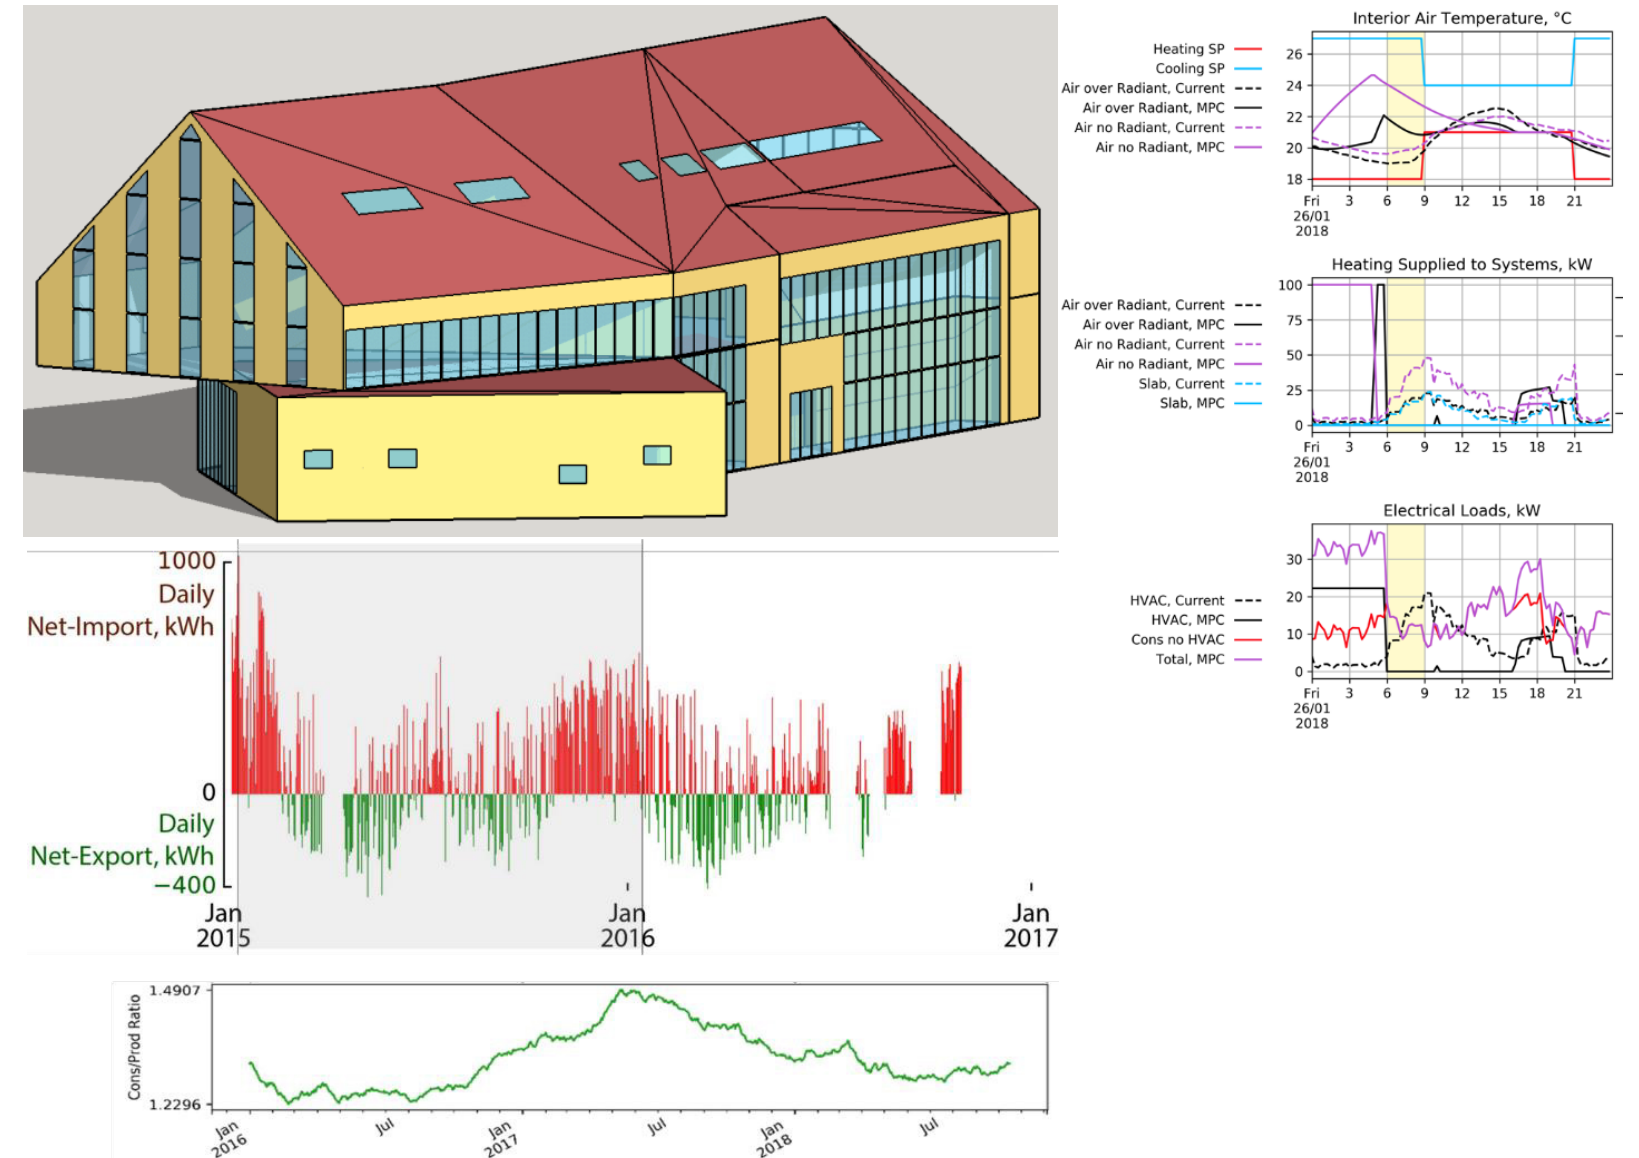 Interior Air Temperature, °C
Heating SP
Cooling SP
Air over Radiant, Current
Air over Radiant, MPC
Air no Radiant, Current
Air no Radiant, MPC
26
24
22
20
18
Fri 3 6 9 12 15 18 21
26/01
2018
Heating Supplied to Systems, kW
Air over Radiant, Current
Air over Radiant, MPC
Air no Radiant, Current
Air no Radiant, MPC
Slab, Current
Slab, MPC
100
75
50
25
0
Fri 3 6 9 12 15 18 21
26/01
2018
Electrical Loads, kW
HVAC, Current
HVAC, MPC
Cons no HVAC
Total, MPC
30
20
10
0
Fri 3 6 9 12 15 18 21
26/01
2018
1000
Daily
Net-Import, kWh
0
Daily
Net-Export, kWh
−400
Jan Jan Jan
2015 2016 2017
Cons/Prod Ratio
1.4907
1.2296
Jan Jul Jan Jul Jan Jul
2016 2017 2018